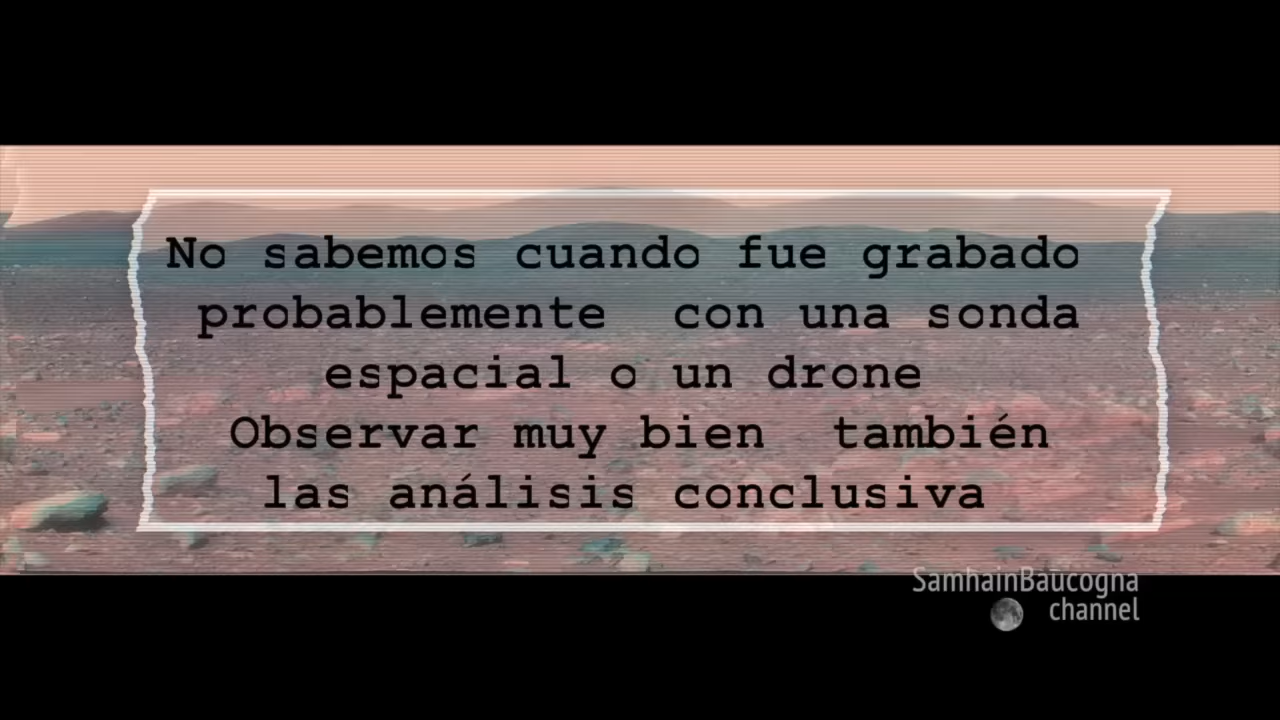 No sabemos cuando fue grabado
probablemente con una sonda
espacial o un drone
Observar muy bien también
las análisis conclusiva
SamhainBaucogna
channel